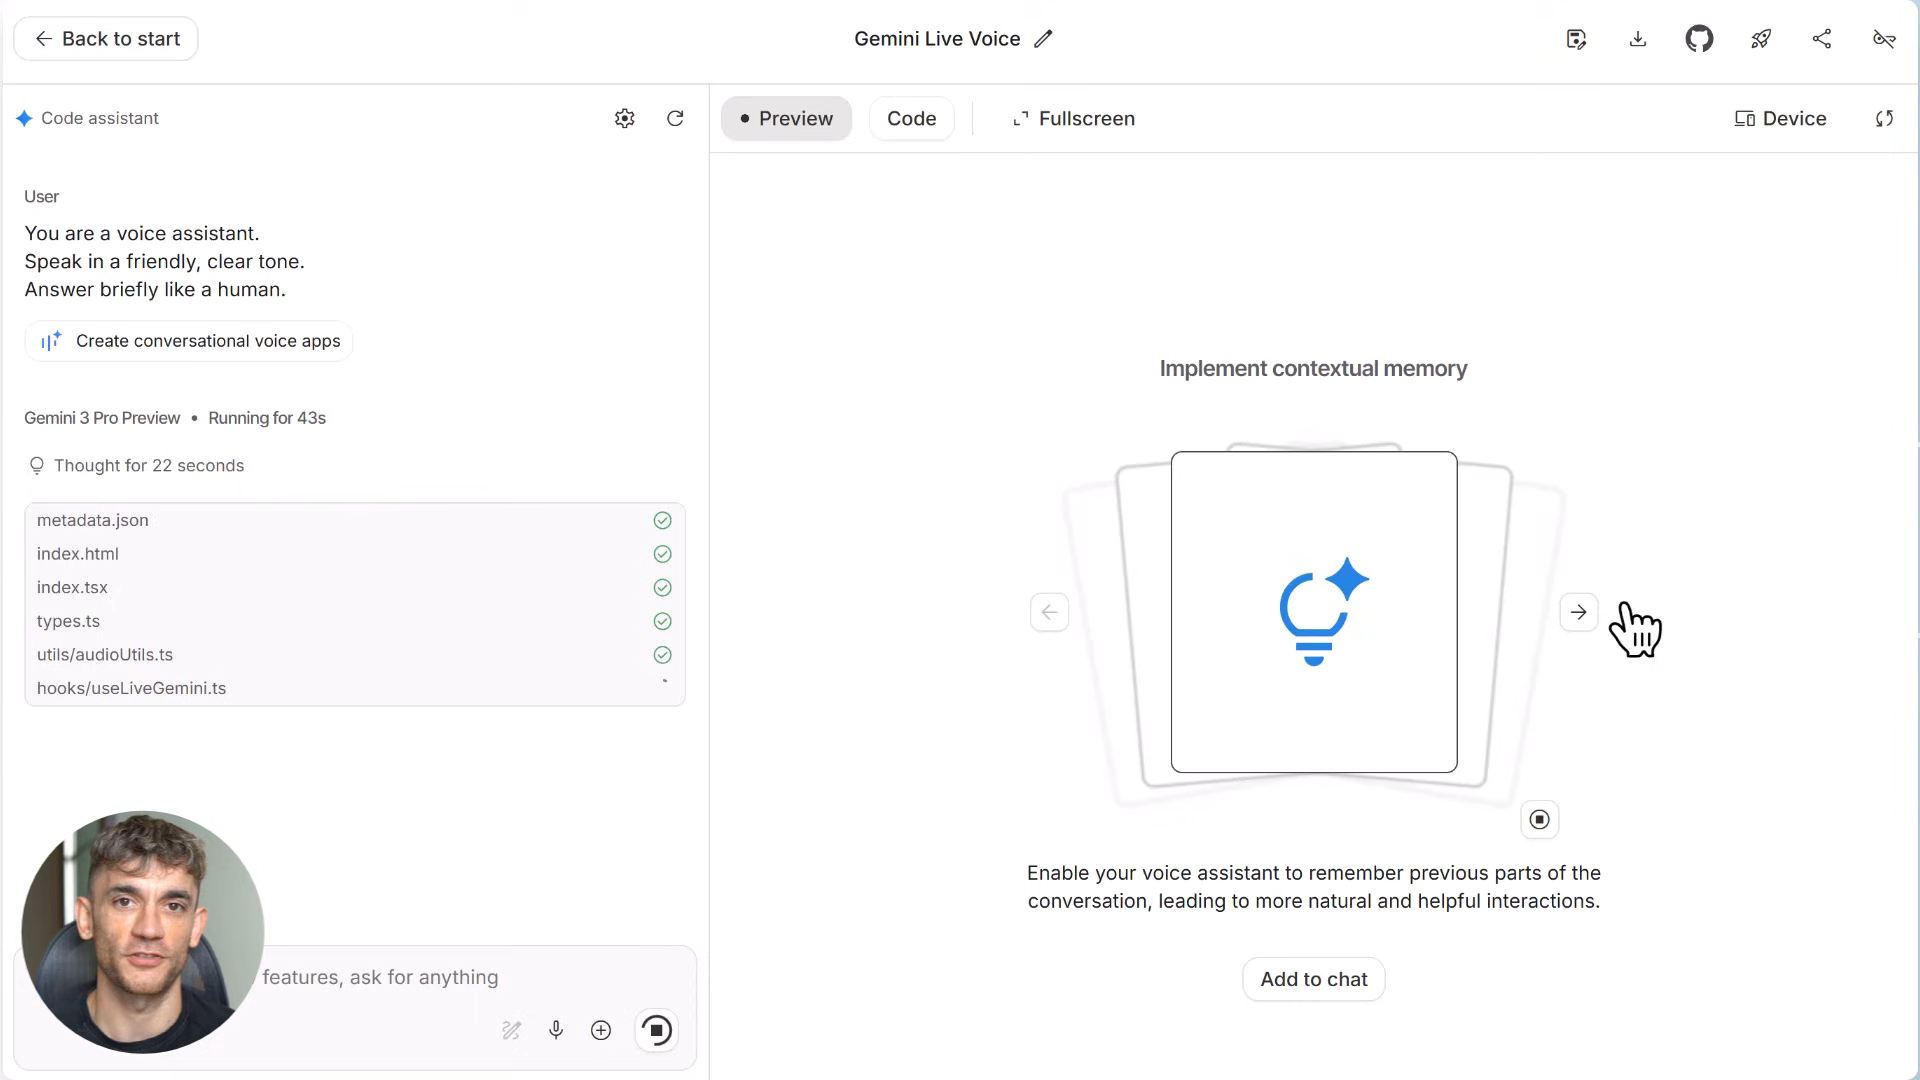 Back to start
Gemini Live Voice
Code assistant
Preview
Code
Fullscreen
Device
User
You are a voice assistant.
Speak in a friendly, clear tone.
Answer briefly like a human.
Create conversational voice apps
Gemini 3 Pro Preview • Running for 43s
Thought for 22 seconds
metadata.json
index.html
index.tsx
types.ts
utils/audioUtils.ts
hooks/useLiveGemini.ts
features, ask for anything
Implement contextual memory
Enable your voice assistant to remember previous parts of the
conversation, leading to more natural and helpful interactions.
Add to chat